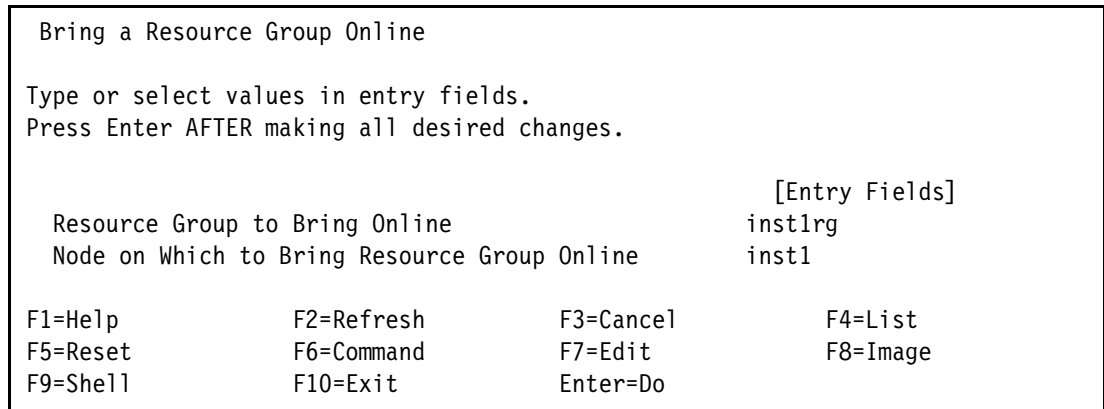 Bring a Resource Group Online
Type or select values in entry fields.
Press Enter AFTER making all desired changes.
[Entry Fields]
Resource Group to Bring Online inst1rg
Node on Which to Bring Resource Group Online inst1
F1=Help F2=Refresh F3=Cancel F4=List
F5=Reset F6=Command F7=Edit F8=Image
F9=Shell F10=Exit Enter=Do